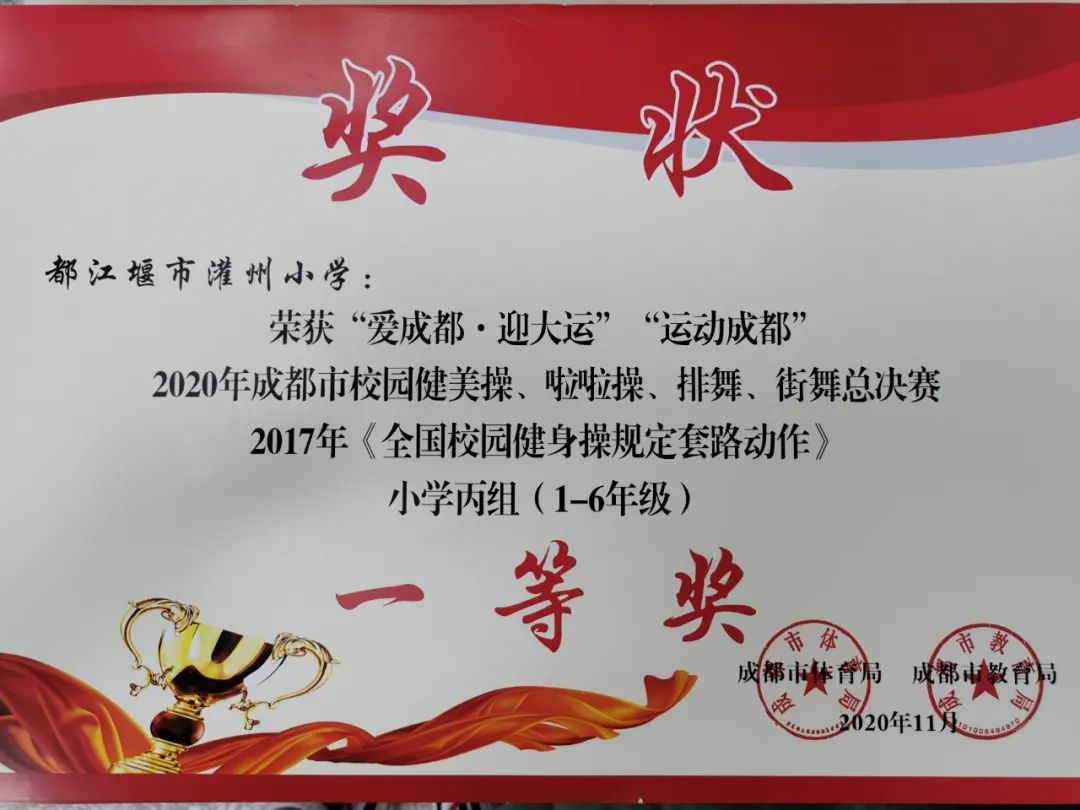 奖状
都江堰市灌州小学：
荣获“爱成都·迎大运”“运动成都”
2020年成都市校园健美操、啦啦操、排舞、街舞总决赛
2017年《全国校园健身操规定套路动作》
小学丙组（1-6年级）
一等奖
成都市体育局 成都市教育局
2020年11月